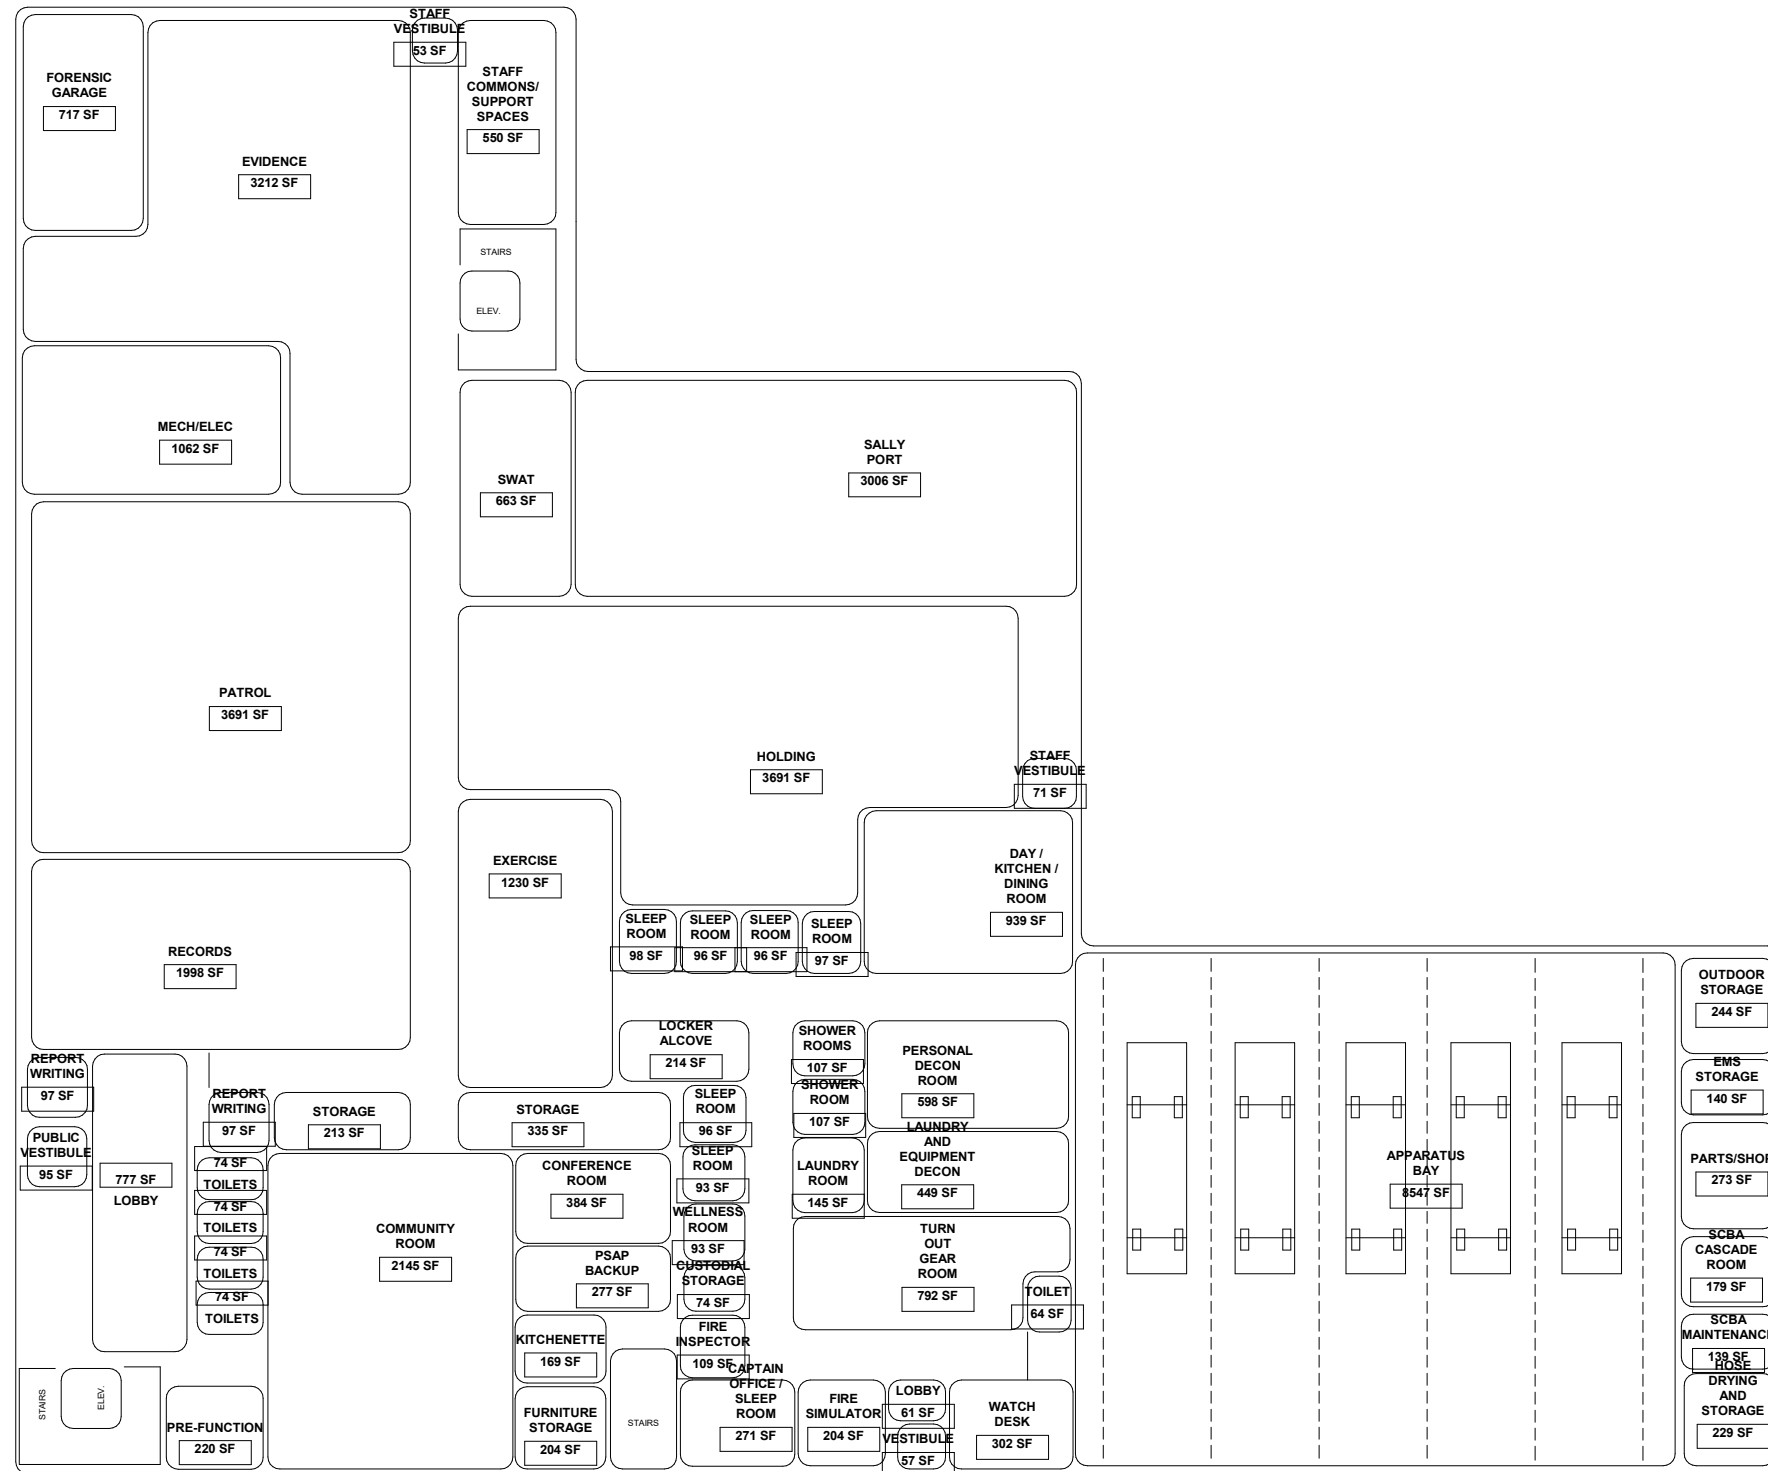 STAFF
VESTIBULE
53 SF
FORENSIC
GARAGE
717 SF
STAFF
COMMONS/
SUPPORT
SPACES
550 SF
EVIDENCE
3212 SF
STAIRS
ELEV.
MECH/ELEC
1062 SF
SWAT
663 SF
SALLY
PORT
3006 SF
PATROL
3691 SF
HOLDING
3691 SF
STAFF
VESTIBULE
71 SF
EXERCISE
1230 SF
DAY /
KITCHEN /
DINING
ROOM
939 SF
RECORDS
1998 SF
SLEEP
ROOM
98 SF
SLEEP
ROOM
96 SF
SLEEP
ROOM
96 SF
SLEEP
ROOM
97 SF
OUTDOOR
STORAGE
244 SF
LOCKER
ALCOVE
214 SF
SHOWER
ROOMS
107 SF
PERSONAL
DECON
ROOM
598 SF
REPORT
WRITING
97 SF
REPORT
WRITING
97 SF
STORAGE
213 SF
STORAGE
335 SF
SLEEP
ROOM
96 SF
SHOWER
ROOM
107 SF
EMS
STORAGE
140 SF
PUBLIC
VESTIBULE
95 SF
777 SF
LOBBY
74 SF
TOILETS
74 SF
TOILETS
74 SF
TOILETS
74 SF
TOILETS
COMMUNITY
ROOM
2145 SF
CONFERENCE
ROOM
384 SF
SLEEP
ROOM
93 SF
LAUNDRY
ROOM
145 SF
LAUNDRY
AND
EQUIPMENT
DECON
449 SF
APPARATUS
BAY
8547 SF
PARTS/SHOP
273 SF
WELLNESS
ROOM
93 SF
PSAP
BACKUP
277 SF
CUSTODIAL
STORAGE
74 SF
TURN
OUT
GEAR
ROOM
792 SF
TOILET
64 SF
SCBA
CASCADE
ROOM
179 SF
KITCHENETTE
169 SF
FIRE
INSPECTOR
109 SF
SCBA
MAINTENANCE
139 SF
STAIRS
ELEV.
PRE-FUNCTION
220 SF
FURNITURE
STORAGE
204 SF
STAIRS
CAPTAIN
OFFICE /
SLEEP
ROOM
271 SF
FIRE
SIMULATOR
204 SF
LOBBY
61 SF
VESTIBULE
57 SF
WATCH
DESK
302 SF
HOSE
DRYING
AND
STORAGE
229 SF